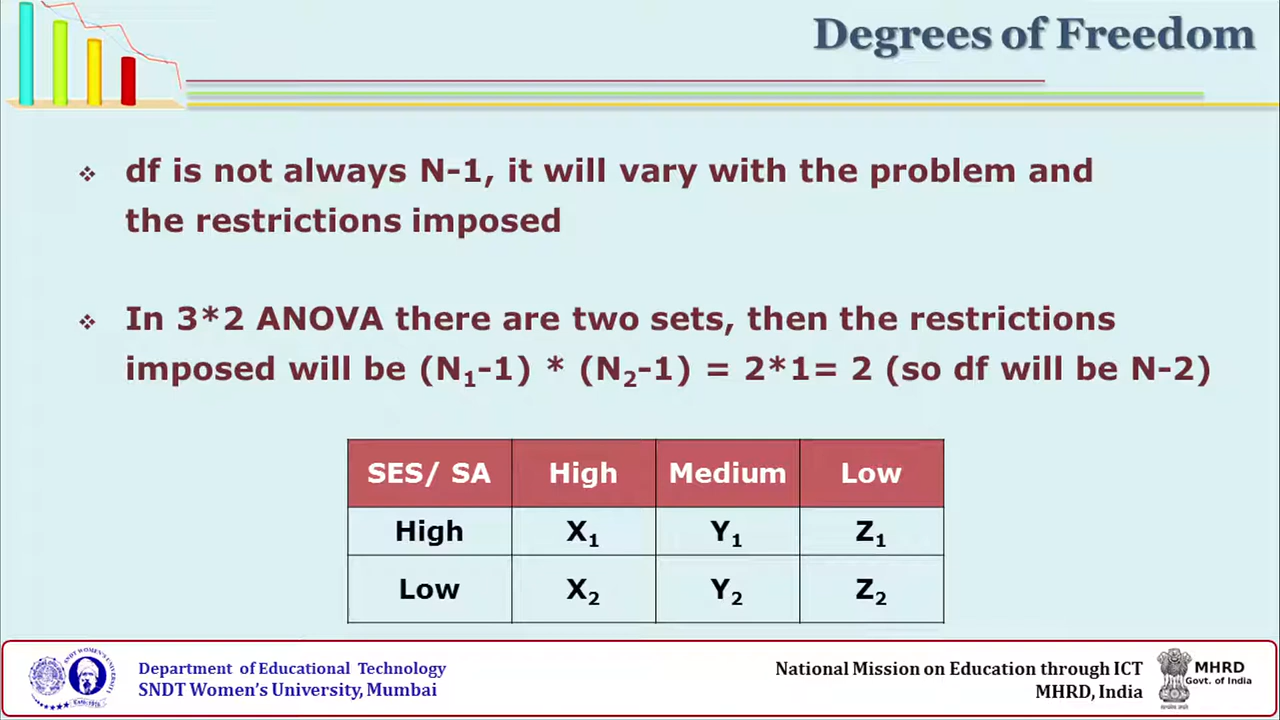 Degrees of Freedom
❖ df is not always N-1, it will vary with the problem and
the restrictions imposed
❖ In 3*2 ANOVA there are two sets, then the restrictions
imposed will be (N₁-1) * (N₂-1) = 2*1= 2 (so df will be N-2)
SES/ SA High Medium Low
High X₁ Y₁ Z₁
Low X₂ Y₂ Z₂
Department of Educational Technology
SNDT Women's University, Mumbai
National Mission on Education through ICT
MHRD, India
MHRD
Govt. of India